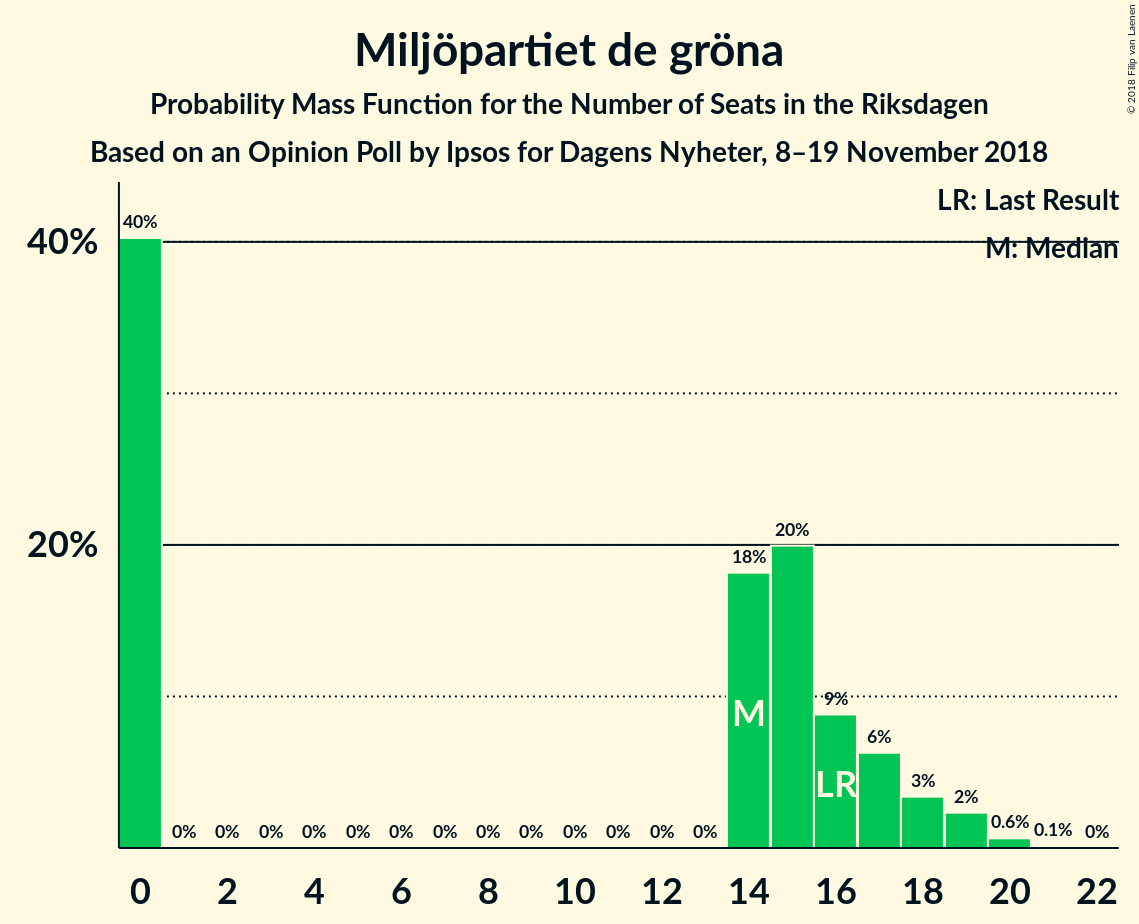 Miljöpartiet de gröna
Probability Mass Function for the Number of Seats in the Riksdagen
Based on an Opinion Poll by Ipsos for Dagens Nyheter, 8–19 November 2018
© 2018 Filip van Laenen
LR: Last Result
M: Median
40%
20%
40% 0% 0% 0% 0% 0% 0% 0% 0% 0% 0% 0% 0% 0% 18% 20% 9% 6% 3% 2% 0.6% 0.1% 0%
M
LR
0 2 4 6 8 10 12 14 16 18 20 22